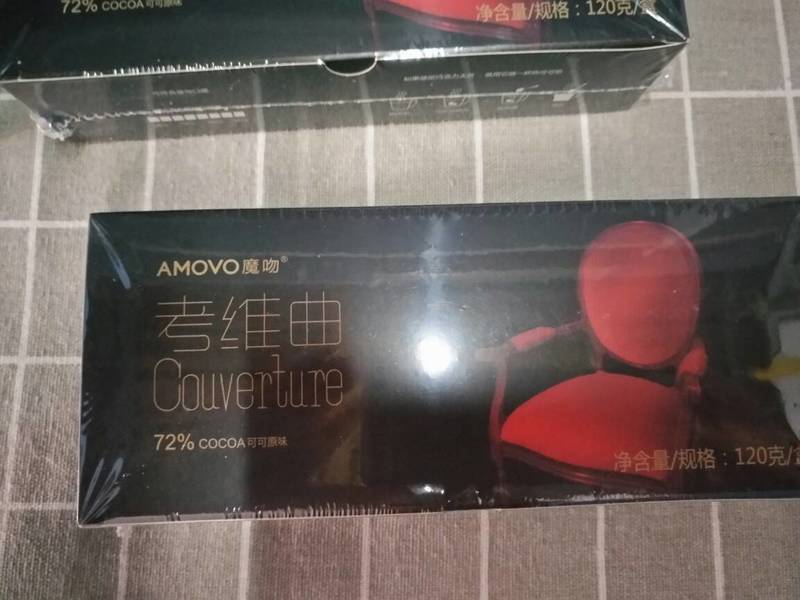 72% COCOA可可原味
净含量/规格：120克/盒
AMOVO魔吻®
考维曲
Couverture
72% COCOA可可原味
净含量/规格：120克/盒